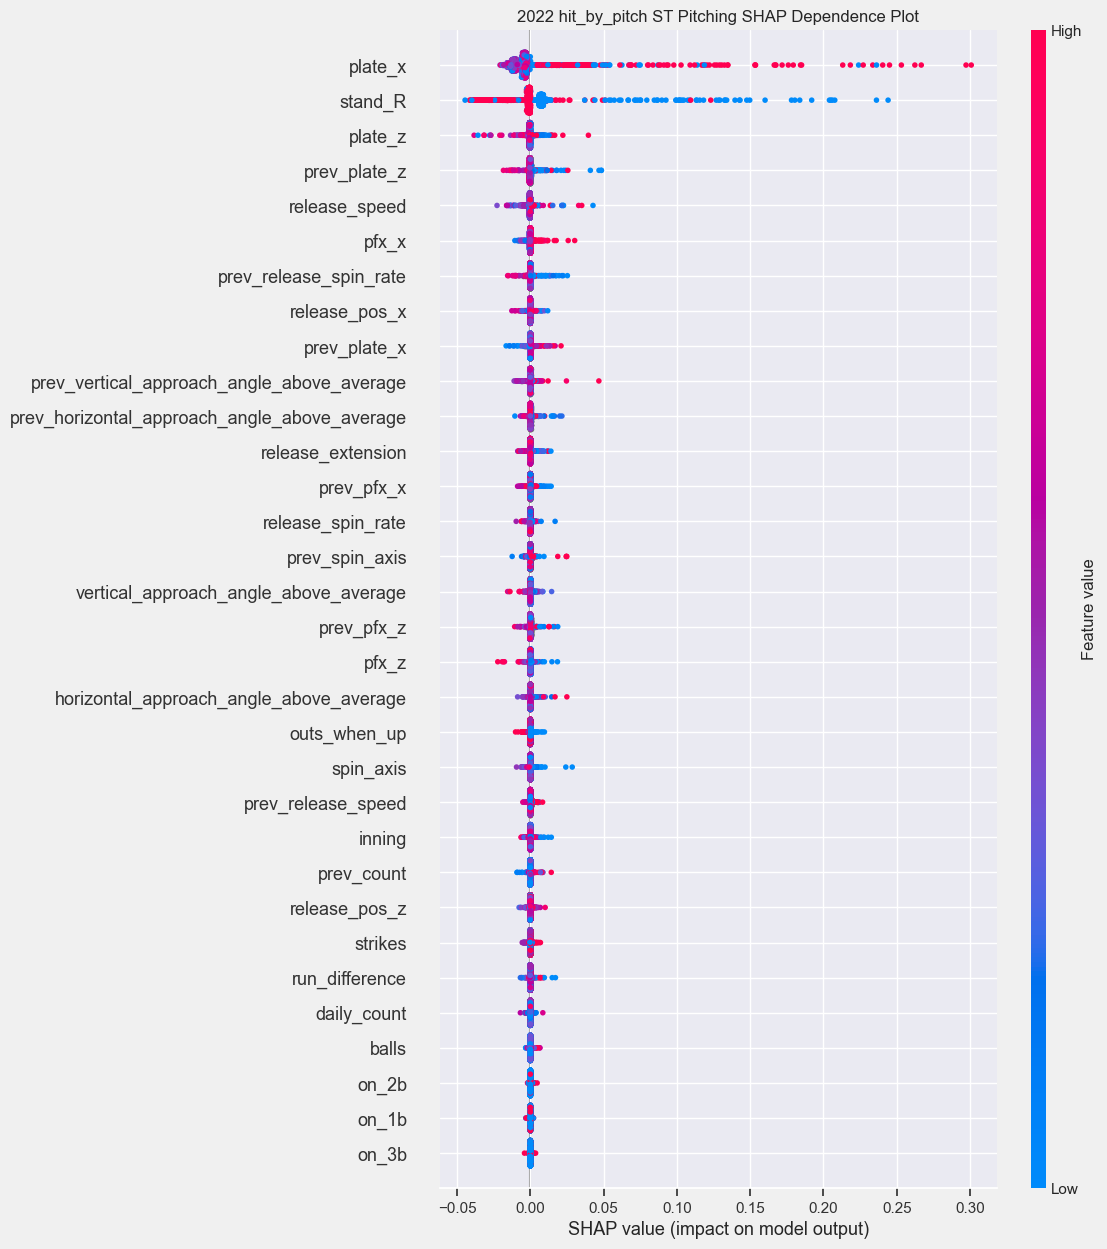 2022 hit_by_pitch ST Pitching SHAP Dependence Plot
High
plate_x
stand_R
plate_z
prev_plate_z
release_speed
pfx_x
prev_release_spin_rate
release_pos_x
prev_plate_x
prev_vertical_approach_angle_above_average
prev_horizontal_approach_angle_above_average
release_extension
prev_pfx_x
release_spin_rate
prev_spin_axis
vertical_approach_angle_above_average
prev_pfx_z
pfx_z
horizontal_approach_angle_above_average
outs_when_up
spin_axis
prev_release_speed
inning
prev_count
release_pos_z
strikes
run_difference
daily_count
balls
on_2b
on_1b
on_3b
Feature value
Low
−0.05 0.00 0.05 0.10 0.15 0.20 0.25 0.30
SHAP value (impact on model output)